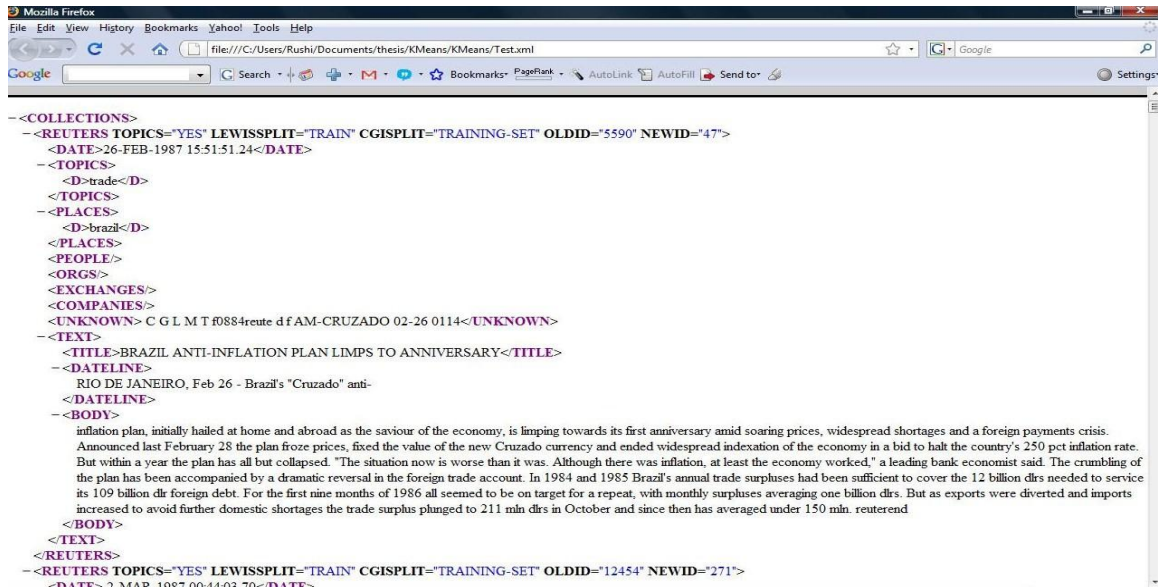 Mozilla Firefox
File Edit View History Bookmarks Yahoo! Tools Help
file:///C:/Users/Rushi/Documents/thesis/KMeans/KMeans/Test.xml G Google
Google G Search Bookmarks PageRank AutoLink AutoFill Send to Settings
-<COLLECTIONS>
-<REUTERS TOPICS="YES" LEWISSPLIT="TRAIN" CGISPLIT="TRAINING-SET" OLDID="5590" NEWID="47">
<DATE>26-FEB-1987 15:51:51.24</DATE>
-<TOPICS>
<D>trade</D>
</TOPICS>
-<PLACES>
<D>brazil</D>
</PLACES>
<PEOPLE/>
<ORGS/>
<EXCHANGES/>
<COMPANIES/>
<UNKNOWN> C G L M T f0884reute d f AM-CRUZADO 02-26 0114</UNKNOWN>
-<TEXT>
<TITLE>BRAZIL ANTI-INFLATION PLAN LIMPS TO ANNIVERSARY</TITLE>
-<DATELINE>
RIO DE JANEIRO, Feb 26 - Brazil's "Cruzado" anti-
</DATELINE>
-<BODY>
inflation plan, initially hailed at home and abroad as the saviour of the economy, is limping towards its first anniversary amid soaring prices, widespread shortages and a foreign payments crisis.
Announced last February 28 the plan froze prices, fixed the value of the new Cruzado currency and ended widespread indexation of the economy in a bid to halt the country's 250 pct inflation rate.
But within a year the plan has all but collapsed. "The situation now is worse than it was. Although there was inflation, at least the economy worked," a leading bank economist said. The crumbling of
the plan has been accompanied by a dramatic reversal in the foreign trade account. In 1984 and 1985 Brazil's annual trade surpluses had been sufficient to cover the 12 billion dlrs needed to service
its 109 billion dlr foreign debt. For the first nine months of 1986 all seemed to be on target for a repeat, with monthly surpluses averaging one billion dlrs. But as exports were diverted and imports
increased to avoid further domestic shortages the trade surplus plunged to 211 mln dlrs in October and since then has averaged under 150 mln. reuterend
</BODY>
</TEXT>
</REUTERS>
-<REUTERS TOPICS="YES" LEWISSPLIT="TRAIN" CGISPLIT="TRAINING-SET" OLDID="12454" NEWID="271">
<DATE> 2-MAR-1987 00:44:03.70</DATE>